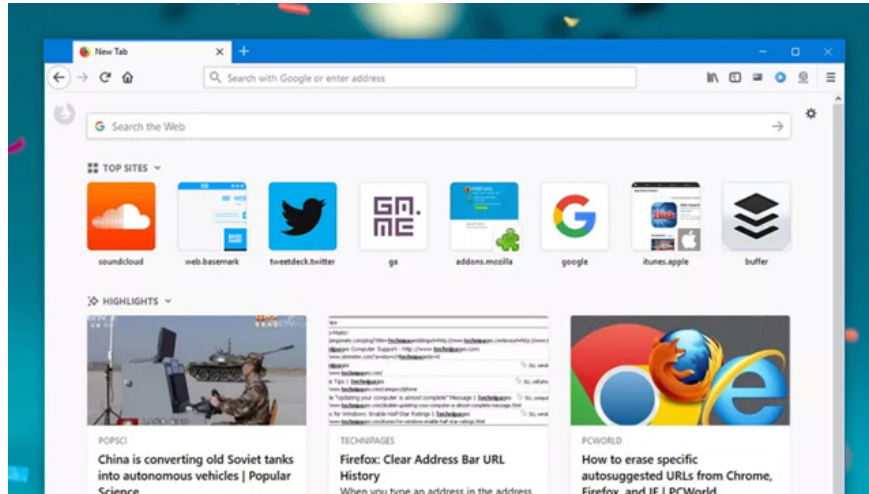 New Tab
Search with Google or enter address
Search the Web
TOP SITES
soundcloud
web.basemark
tweetdeck.twitter
GA.
ME
ga
addons.mozilla
google
itunes.apple
buffer
HIGHLIGHTS
POPSCI
China is converting old Soviet tanks
into autonomous vehicles | Popular
Science
TECHNIPAGES
Firefox: Clear Address Bar URL
History
When you type an address in the address
PCWORLD
How to erase specific
autosuggested URLs from Chrome,
Firefox, and IE | PCWorld